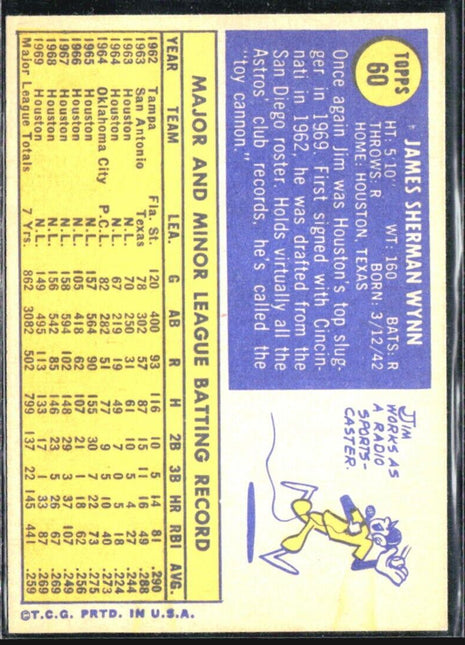 TOPPS
60
JAMES SHERMAN WYNN
HT: 5'10" WT: 160 BATS: R
THROWS: R BORN: 3/12/42
HOME: HOUSTON, TEXAS
Once again Jim was Houston's top slug-
ger in 1969. First signed with Cincin-
nati in 1962, he was drafted from the
San Diego roster. Holds virtually all the
Astros' club records, he's called the
"toy cannon."
JIM
WORKS AS
A RADIO
SPORTS-
CASTER.
MAJOR AND MINOR LEAGUE BATTING RECORD
YEAR TEAM LEA. G AB R H 2B 3B HR RBI AVG.
1962 Tampa Fla. St. 120 400 93 116 10 5 14 81 .290
1963 San Antonio Texas 78 302 57 87 15 11 16 49 .288
1963 Houston N.L. 70 250 31 61 10 5 4 27 .244
1964 Houston N.L. 67 219 19 49 7 0 5 18 .224
1964 Oklahoma City P.C.L. 82 282 51 77 9 5 10 40 .273
1965 Houston N.L. 157 564 90 155 30 7 22 73 .275
1966 Houston N.L. 105 418 62 107 21 1 18 62 .256
1967 Houston N.L. 158 594 102 148 29 3 37 107 .249
1968 Houston N.L. 156 542 85 146 23 5 26 67 .269
1969 Houston N.L. 149 495 113 133 17 1 33 87 .269
Major League Totals 7 Yrs. 862 3082 502 799 137 22 145 441 .259
©T.C.G. PRTD. IN U.S.A.